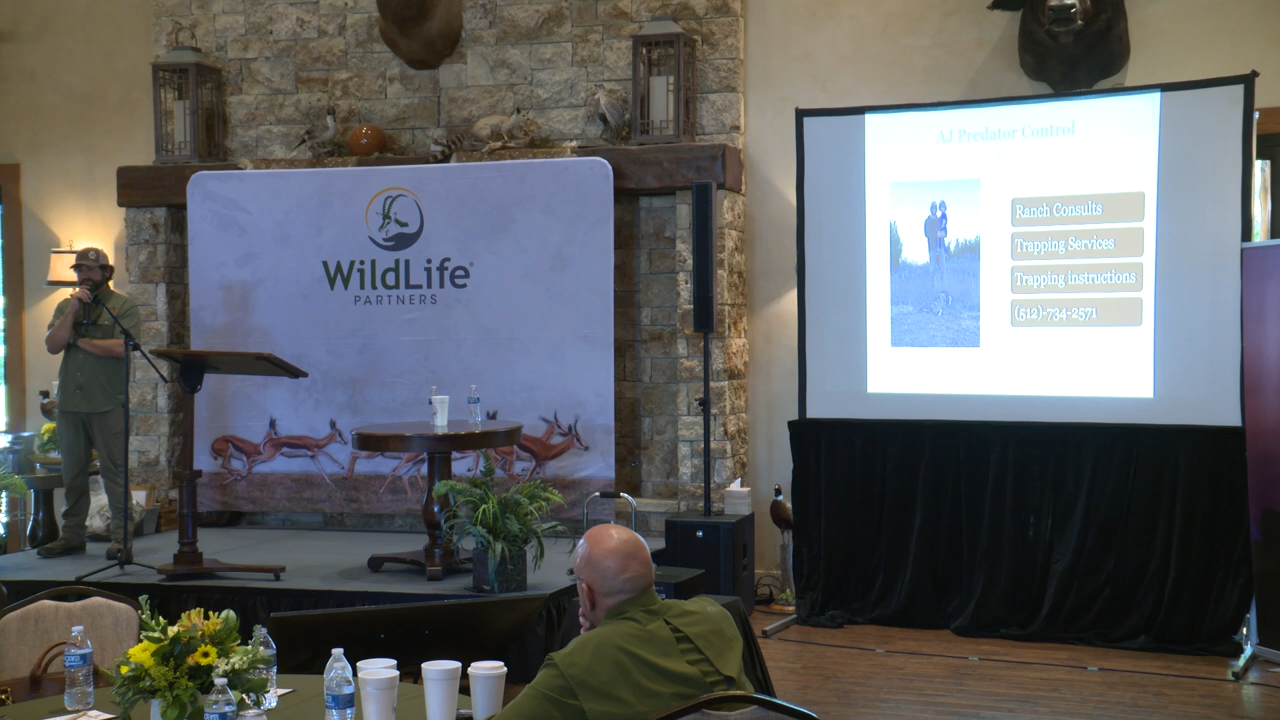 WildLife®
PARTNERS
AJ Predator Control
Ranch Consults
Trapping Services
Trapping instructions
(512)-734-2571